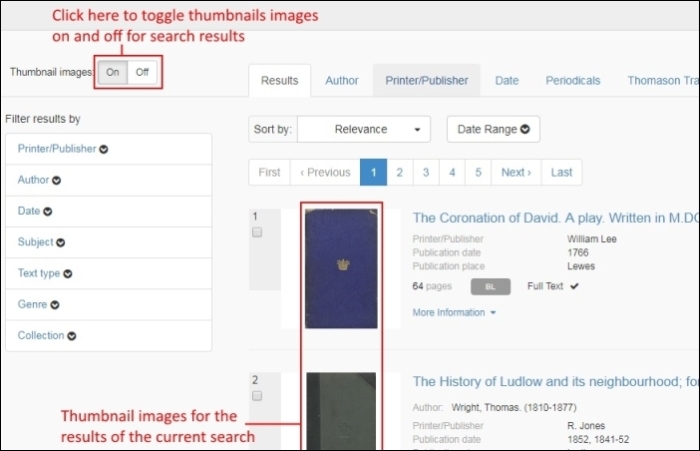 Click here to toggle thumbnails images
on and off for search results
Thumbnail images: On Off
Results Author Printer/Publisher Date Periodicals Thomason Tra
Filter results by
Sort by: Relevance Date Range
Printer/Publisher
Author
Date
Subject
Text type
Genre
Collection
First ‹ Previous 1 2 3 4 5 Next › Last
1
The Coronation of David. A play. Written in M.DC
Printer/Publisher William Lee
Publication date 1766
Publication place Lewes
64 pages BL Full Text
More Information
2
The History of Ludlow and its neighbourhood; fo
Author: Wright, Thomas. (1810-1877)
Printer/Publisher R. Jones
Publication date 1852, 1841-52
Thumbnail images for the
results of the current search